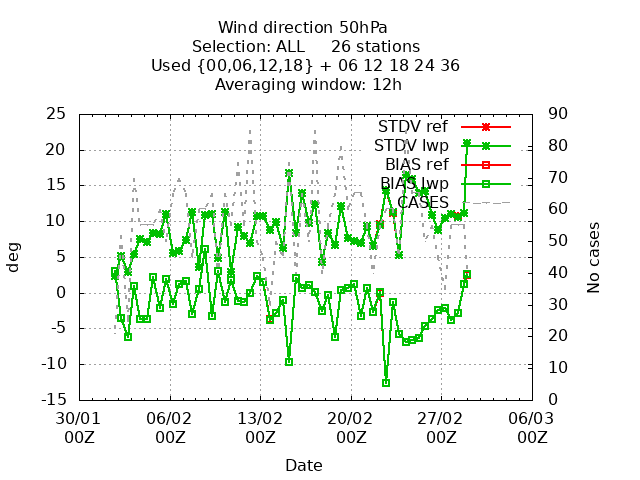 Wind direction 50hPa
Selection: ALL     26 stations
Used {00,06,12,18} + 06 12 18 24 36
Averaging window: 12h
25
20
15
10
5
0
-5
-10
-15
90
80
70
60
50
40
30
20
10
0
STDV ref
STDV lwp
BIAS ref
BIAS lwp
CASES
deg
No cases
30/01 06/02 13/02 20/02 27/02 06/03
00Z 00Z 00Z 00Z 00Z 00Z
Date